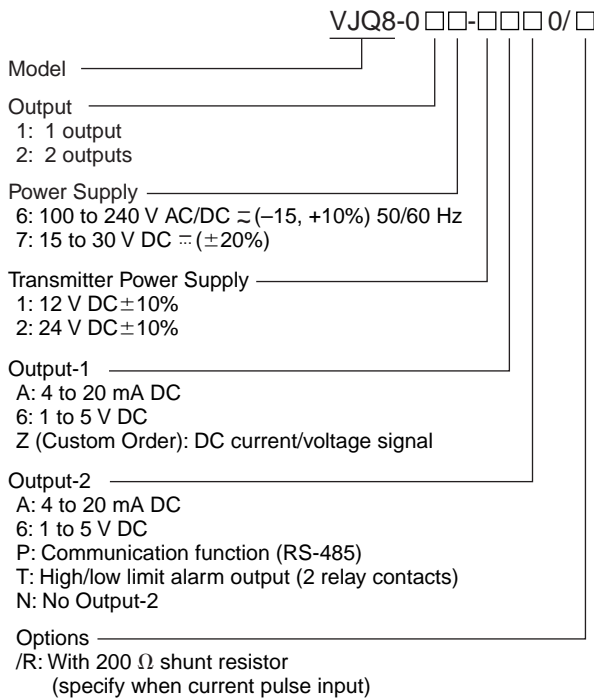 VJQ8-0□□-□□□0/□
Model
Output
1: 1 output
2: 2 outputs
Power Supply
6: 100 to 240 V AC/DC ⎓ (–15, +10%) 50/60 Hz
7: 15 to 30 V DC ⎓ (±20%)
Transmitter Power Supply
1: 12 V DC±10%
2: 24 V DC±10%
Output-1
A: 4 to 20 mA DC
6: 1 to 5 V DC
Z (Custom Order): DC current/voltage signal
Output-2
A: 4 to 20 mA DC
6: 1 to 5 V DC
P: Communication function (RS-485)
T: High/low limit alarm output (2 relay contacts)
N: No Output-2
Options
/R: With 200 Ω shunt resistor
(specify when current pulse input)